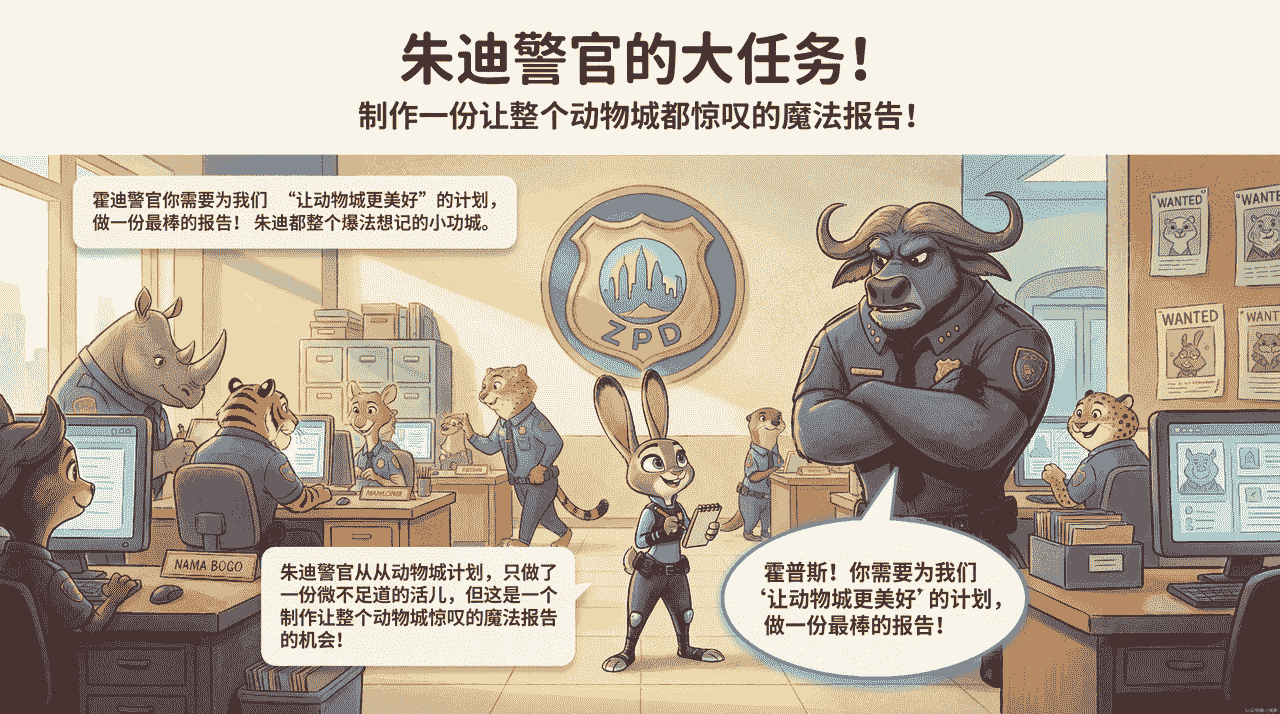 朱迪警官的大任务！
制作一份让整个动物城都惊叹的魔法报告！
霍迪警官你需要为我们 “让动物城更美好”的计划，
做一份最棒的报告！ 朱迪都整个爆法想记的小功城。
ZPD
WANTED
WANTE
WANTED
WANT
NAMA BOGO
朱迪警官从从动物城计划，只做了
一份微不足道的活儿，但这是一个
制作让整个动物城惊叹的魔法报告
的机会！
霍普斯！你需要为我们
‘让动物城更美好’的计划，
做一份最棒的报告！